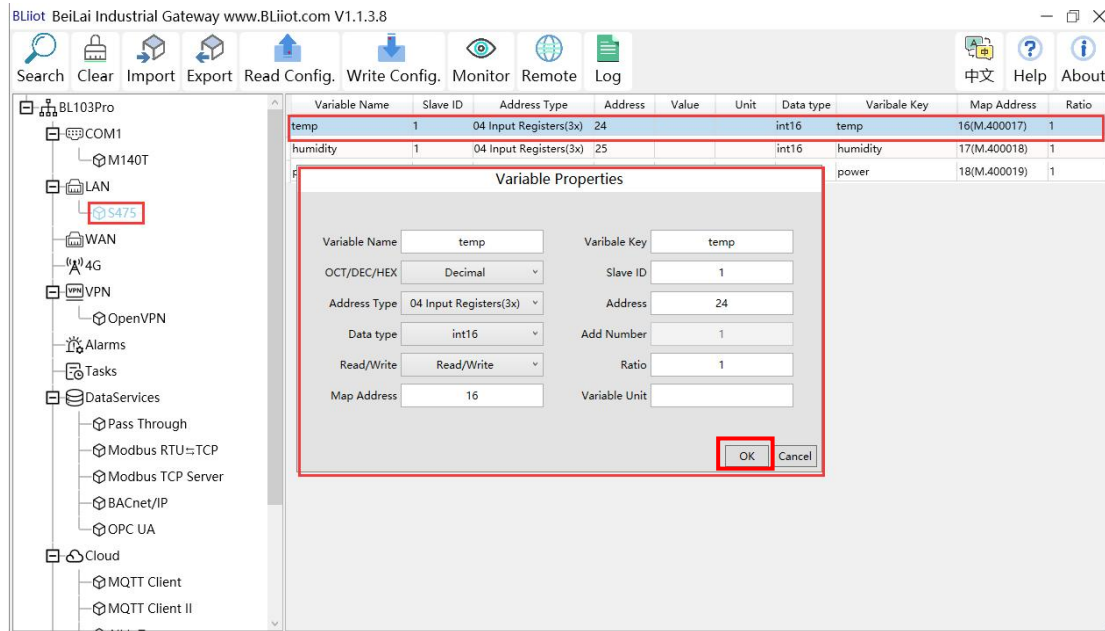 BLiiot BeiLai Industrial Gateway www.BLiiot.com V1.1.3.8
Search Clear Import Export Read Config. Write Config. Monitor Remote Log 中文 Help About
BL103Pro
COM1
M140T
LAN
S475
WAN
4G
VPN
OpenVPN
Alarms
Tasks
DataServices
Pass Through
Modbus RTU⇆TCP
Modbus TCP Server
BACnet/IP
OPC UA
Cloud
MQTT Client
MQTT Client II
Variable Name Slave ID Address Type Address Value Unit Data type Varibale Key Map Address Ratio
temp 1 04 Input Registers(3x) 24 int16 temp 16(M.400017) 1
humidity 1 04 Input Registers(3x) 25 int16 humidity 17(M.400018) 1
power 18(M.400019) 1
Variable Properties
Variable Name temp Varibale Key temp
OCT/DEC/HEX Decimal Slave ID 1
Address Type 04 Input Registers(3x) Address 24
Data type int16 Add Number 1
Read/Write Read/Write Ratio 1
Map Address 16 Variable Unit
OK Cancel